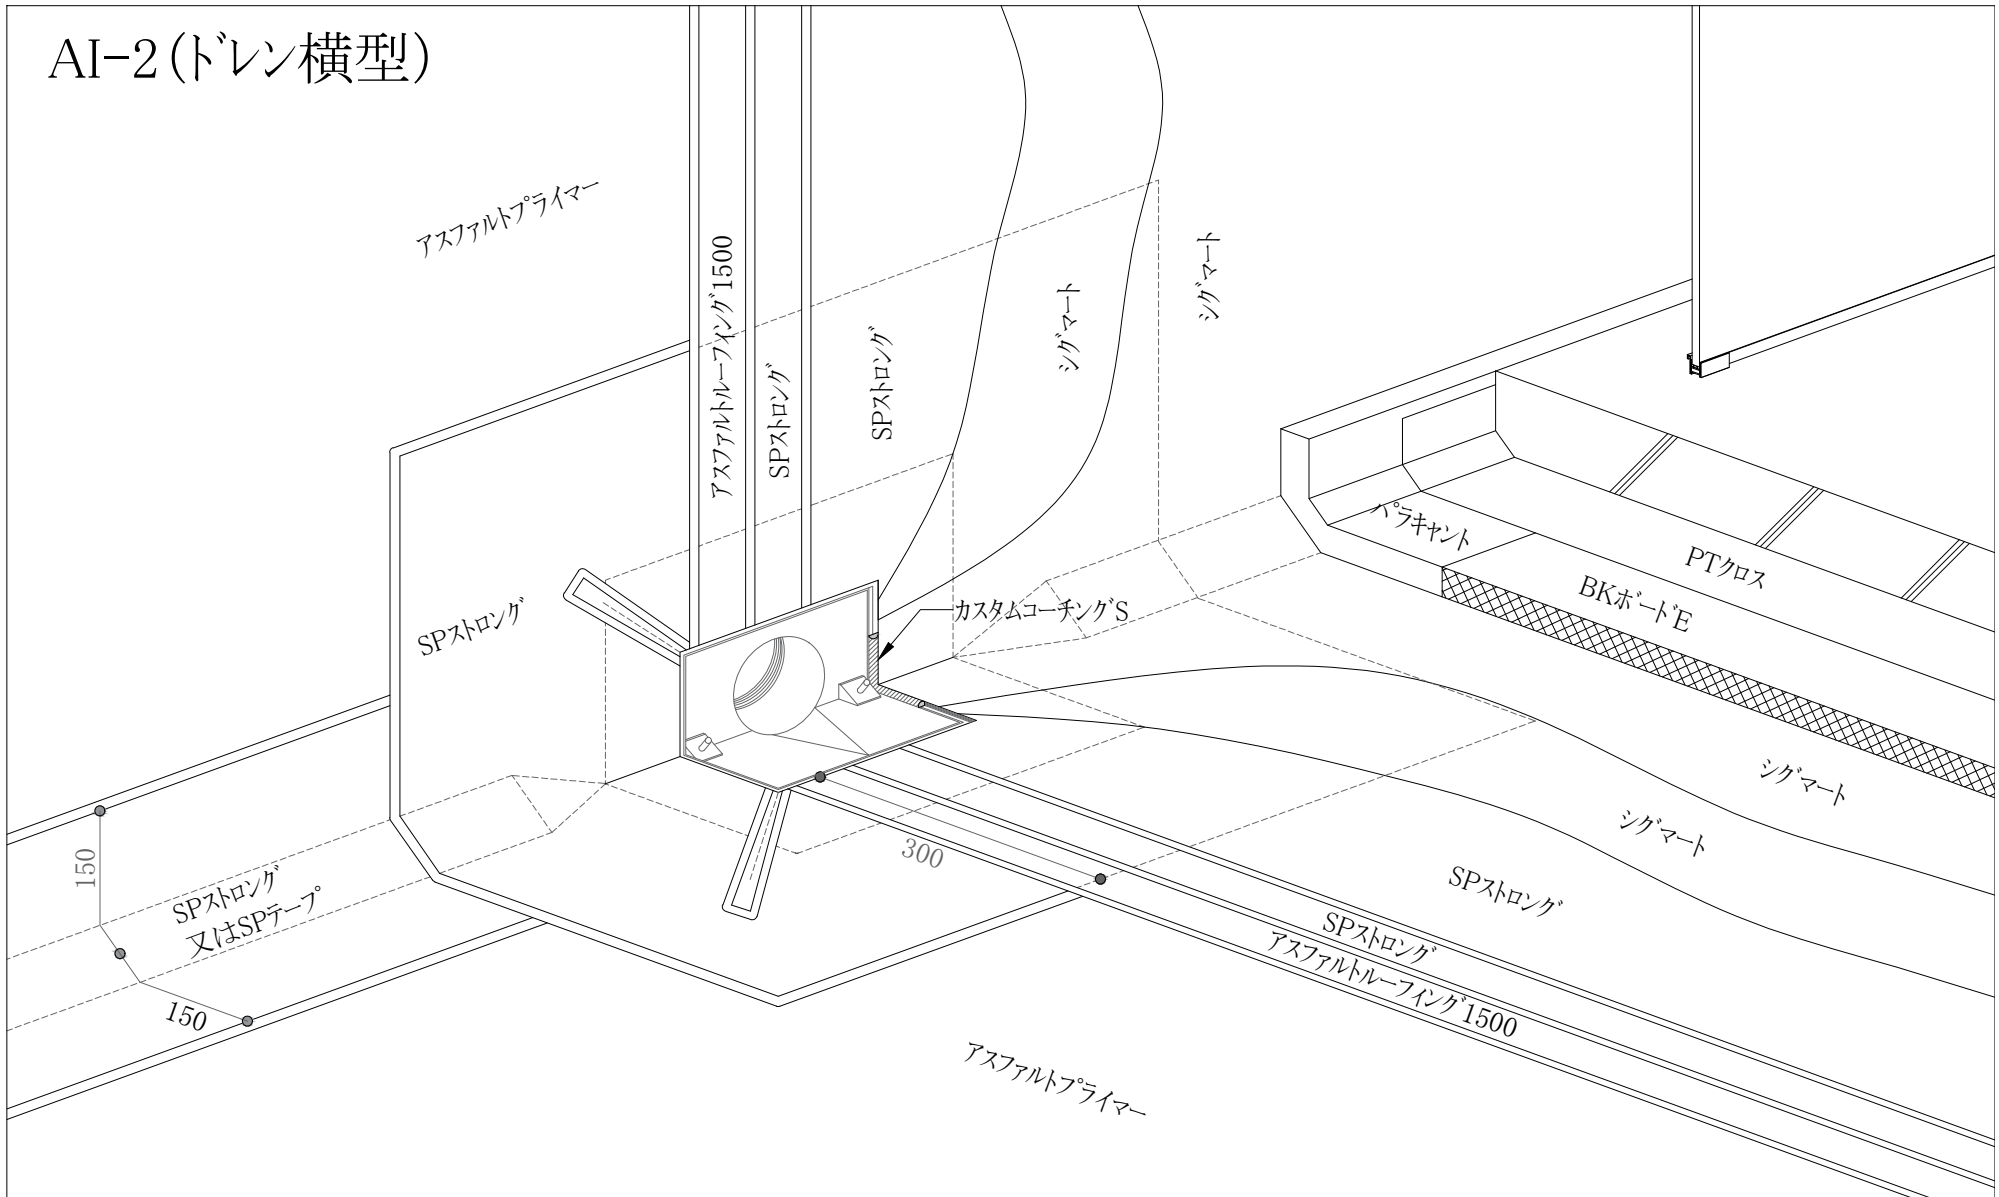 AI-2(ドレン横型)
アスファルトプライマー
アスファルトルーフィング1500
SPストロング
SPストロング
シグマート
シグマート
SPストロング
カスタムコーチングS
パラキャント
BKボードE
PTクロス
シグマート
シグマート
SPストロング
SPストロング
アスファルトルーフィング1500
300
150
SPストロング
又はSPテープ
150
アスファルトプライマー